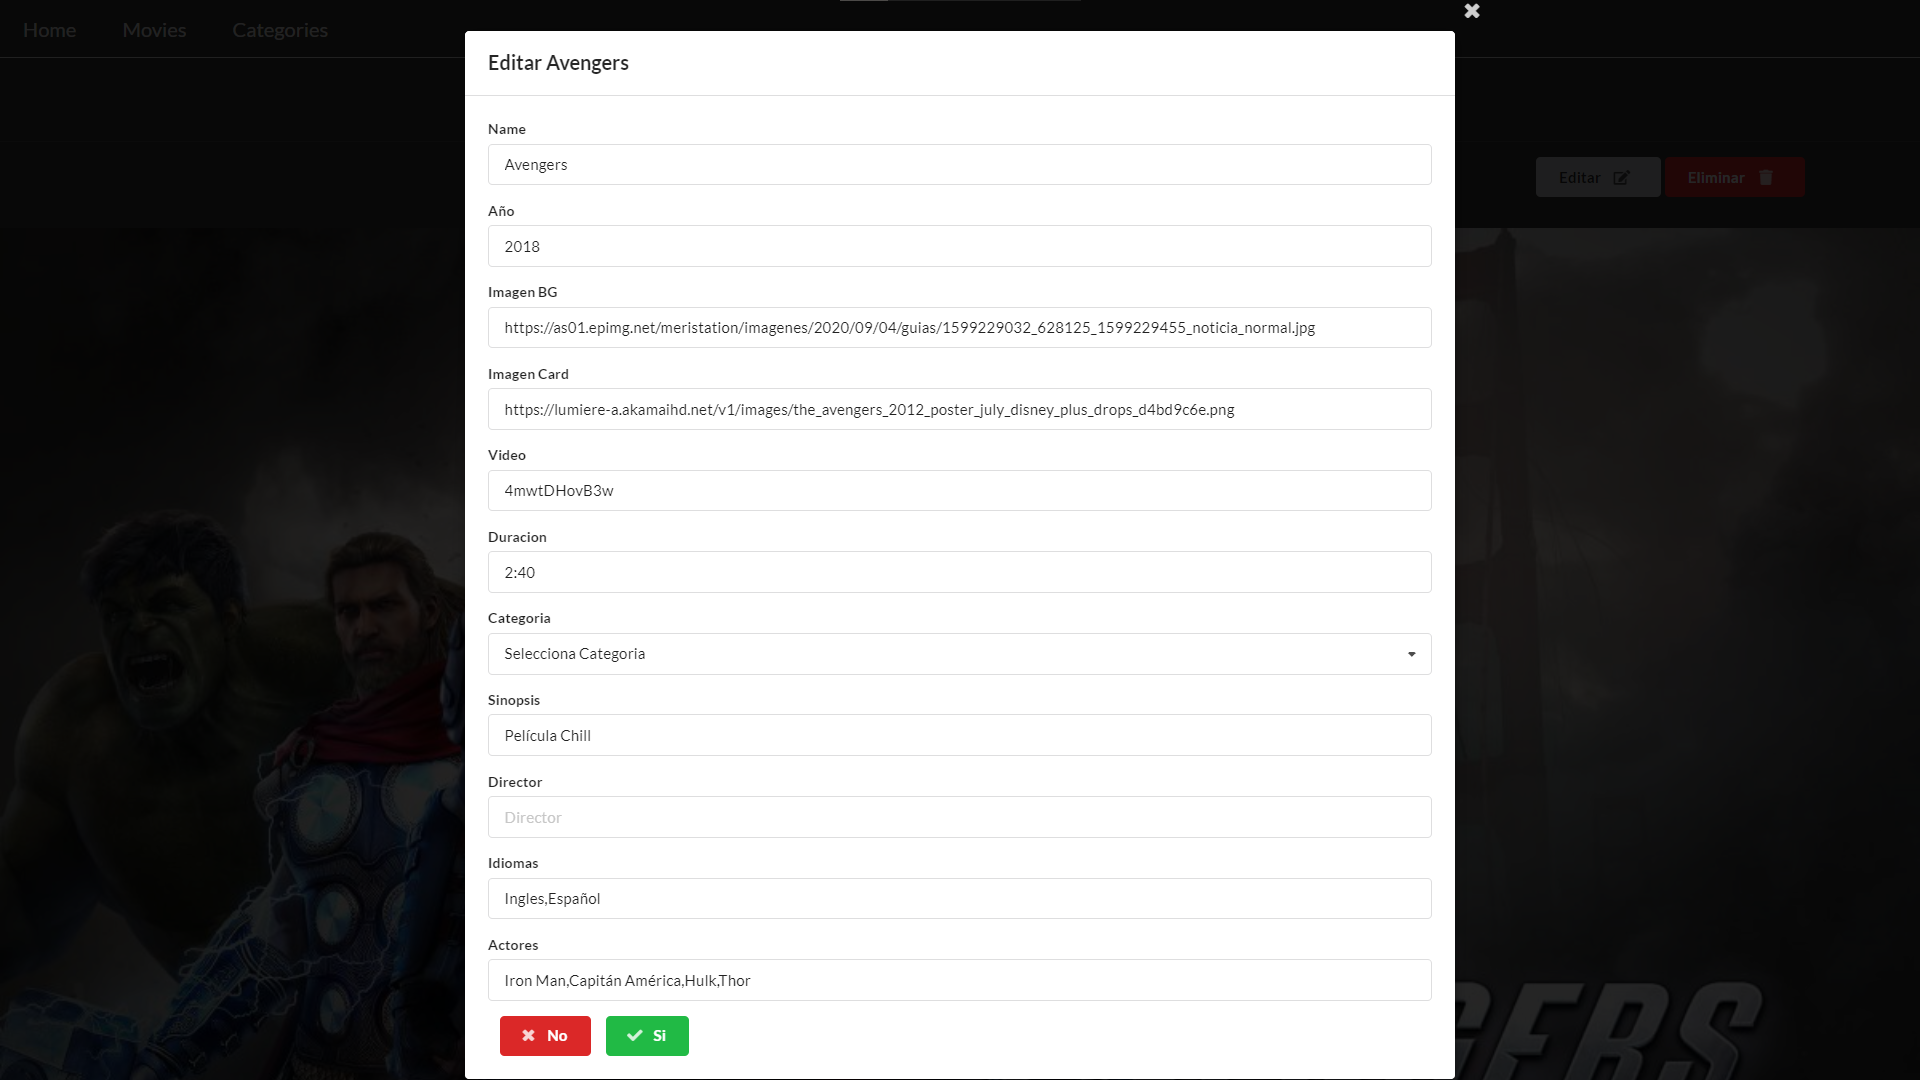 Home Movies Categories
Editar Avengers
Name
Avengers
Editar Eliminar
Año
2018
Imagen BG
https://as01.epimg.net/meristation/imagenes/2020/09/04/guias/1599229032_628125_1599229455_noticia_normal.jpg
Imagen Card
https://lumiere-a.akamaihd.net/v1/images/the_avengers_2012_poster_july_disney_plus_drops_d4bd9c6e.png
Video
4mwtDHovB3w
Duracion
2:40
Categoria
Selecciona Categoria
Sinopsis
Película Chill
Director
Director
Idiomas
Ingles,Español
Actores
Iron Man,Capitán América,Hulk,Thor
No Si